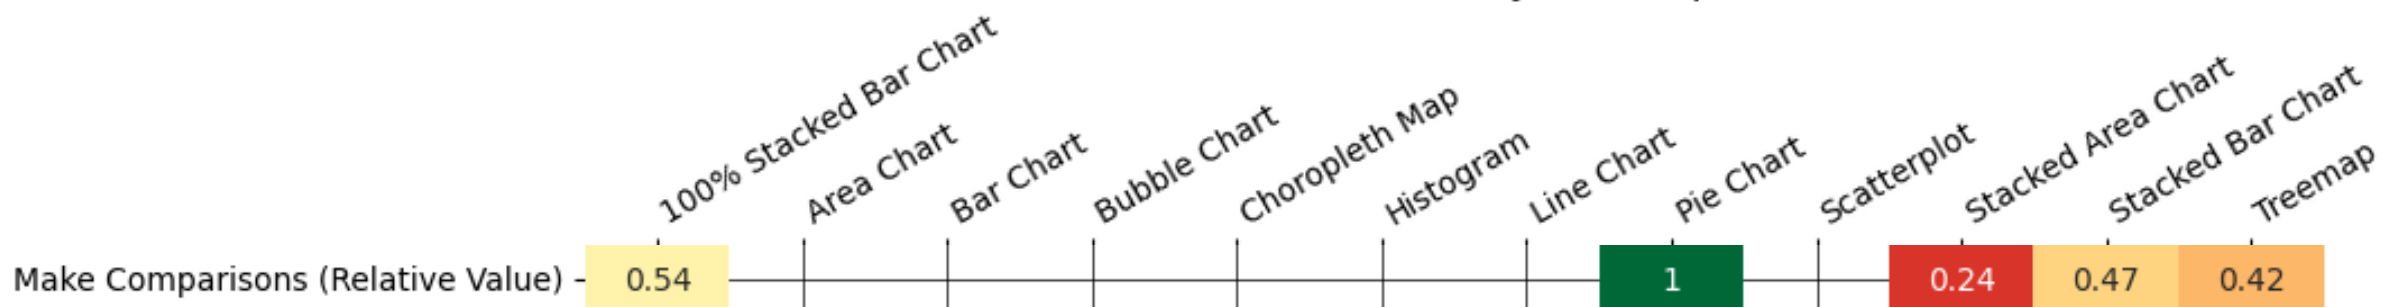 100% Stacked Bar Chart
Area Chart
Bar Chart
Bubble Chart
Choropleth Map
Histogram
Line Chart
Pie Chart
Scatterplot
Stacked Area Chart
Stacked Bar Chart
Treemap
Make Comparisons (Relative Value) 0.54 1 0.24 0.47 0.42